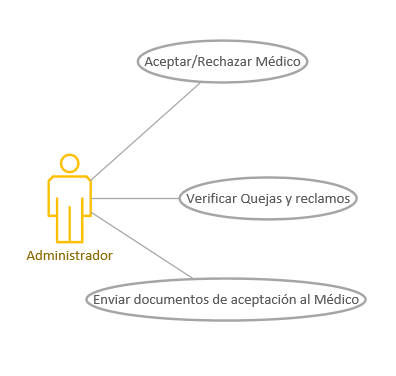 Aceptar/Rechazar Médico
Verificar Quejas y reclamos
Administrador
Enviar documentos de aceptación al Médico